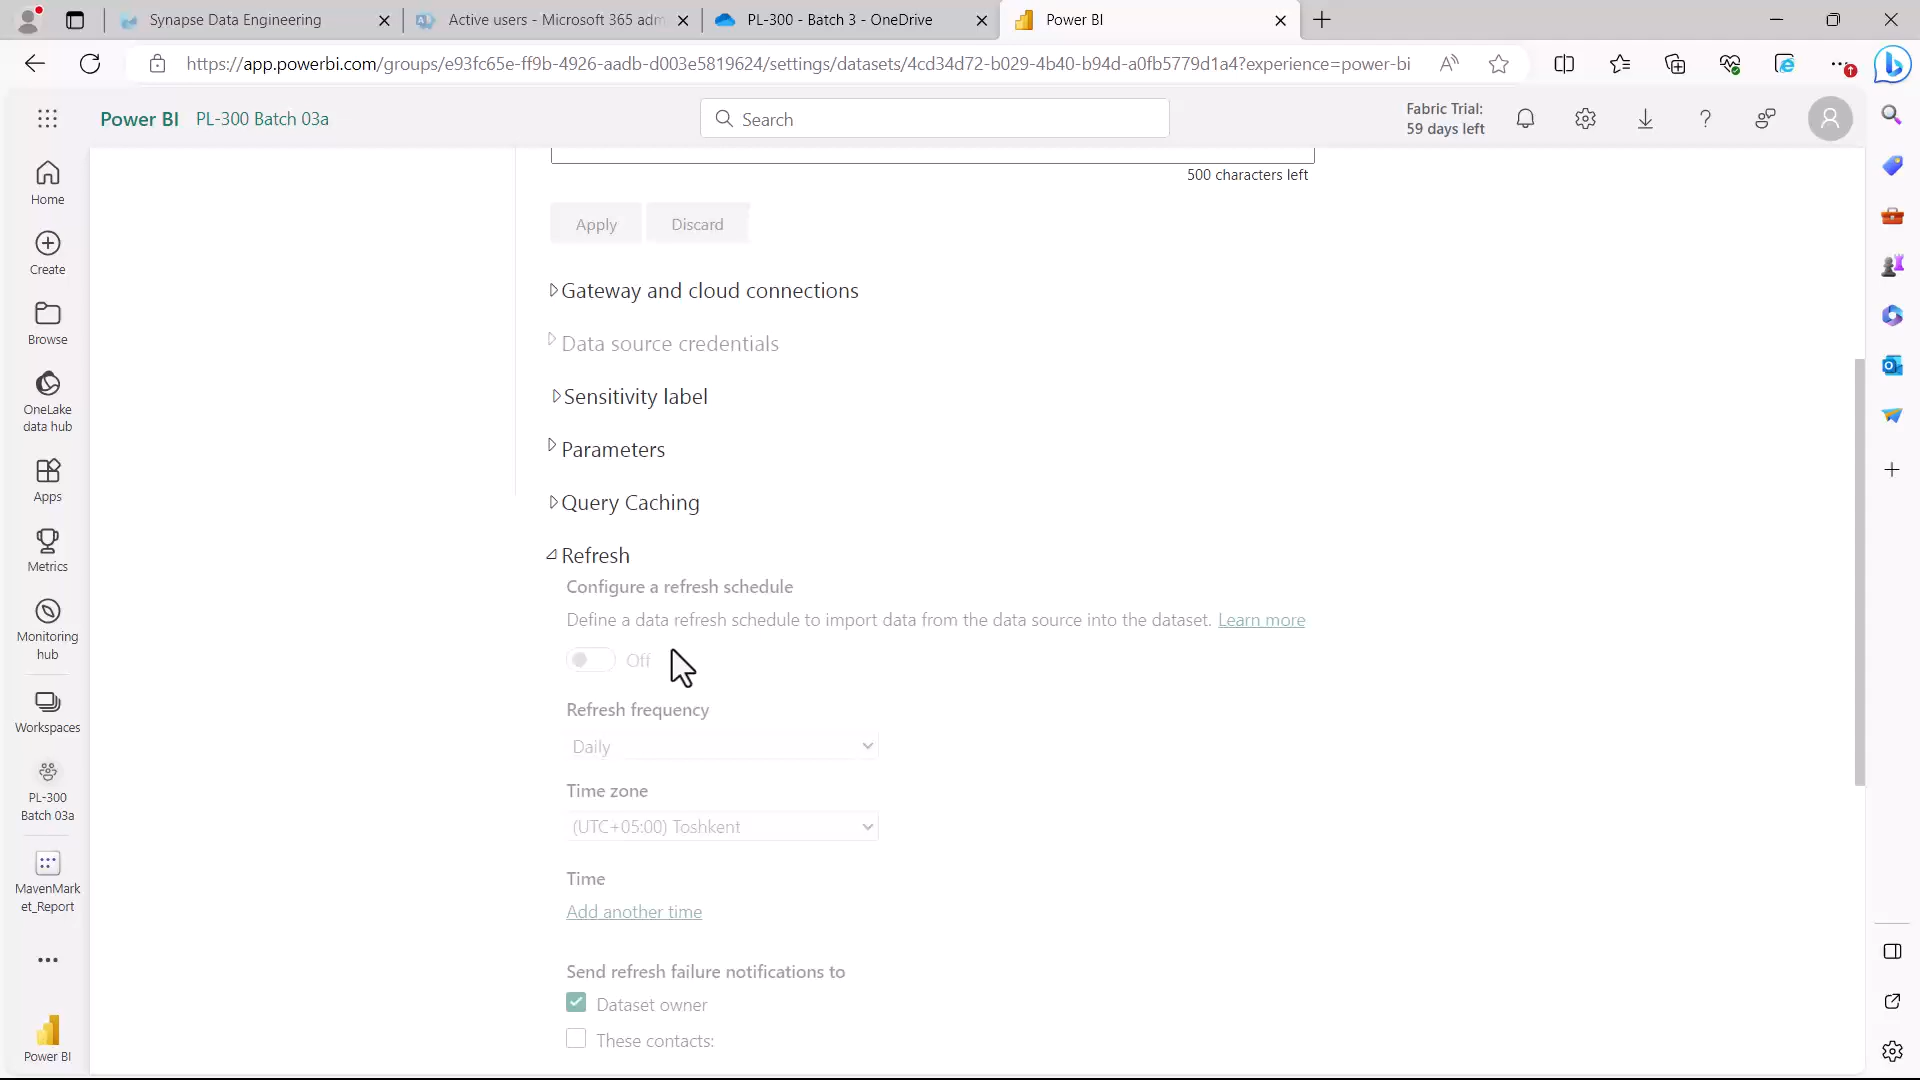 Synapse Data Engineering
Active users - Microsoft 365 adm
PL-300 - Batch 3 - OneDrive
Power BI
https://app.powerbi.com/groups/e93fc65e-ff9b-4926-aadb-d003e5819624/settings/datasets/4cd34d72-b029-4b40-b94d-a0fb5779d1a4?experience=power-bi
Power BI PL-300 Batch 03a
Search
Fabric Trial:
59 days left
Home
Create
Browse
OneLake
data hub
Apps
Metrics
Monitoring
hub
Workspaces
PL-300
Batch 03a
MavenMark
et_Report
Power BI
500 characters left
Apply Discard
Gateway and cloud connections
Data source credentials
Sensitivity label
Parameters
Query Caching
Refresh
Configure a refresh schedule
Define a data refresh schedule to import data from the data source into the dataset. Learn more
Off
Refresh frequency
Daily
Time zone
(UTC+05:00) Toshkent
Time
Add another time
Send refresh failure notifications to
Dataset owner
These contacts: